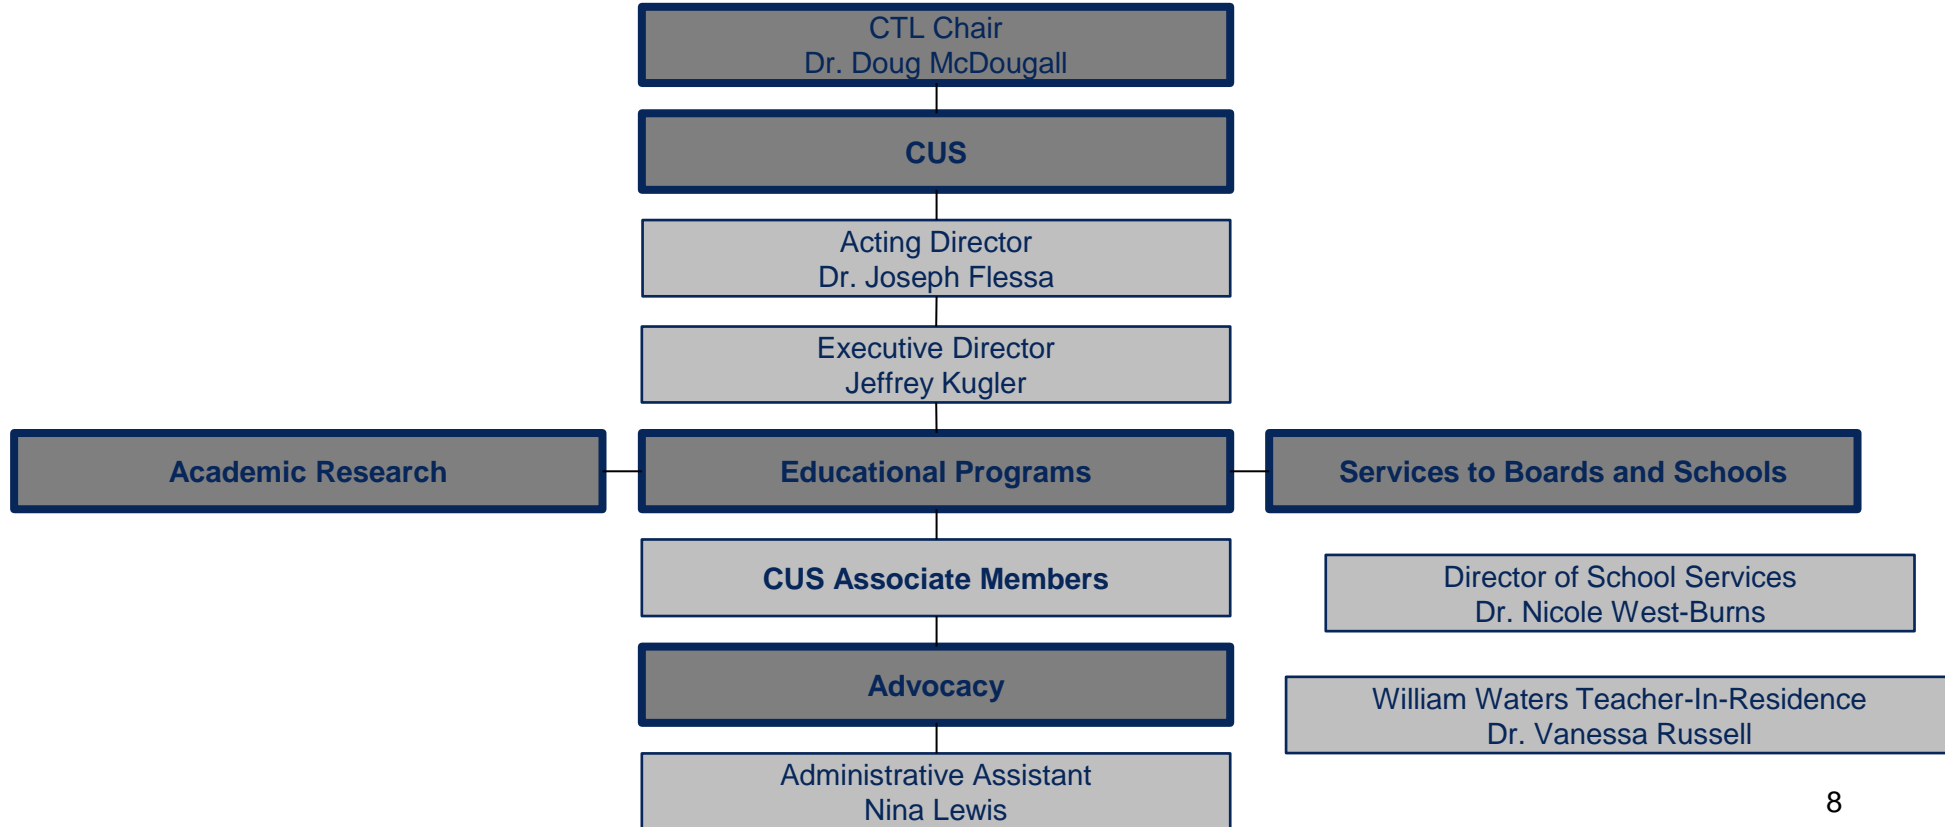 CTL Chair
Dr. Doug McDougall
CUS
Acting Director
Dr. Joseph Flessa
Executive Director
Jeffrey Kugler
Academic Research
Educational Programs
Services to Boards and Schools
CUS Associate Members
Director of School Services
Dr. Nicole West-Burns
Advocacy
William Waters Teacher-In-Residence
Dr. Vanessa Russell
Administrative Assistant
Nina Lewis
8